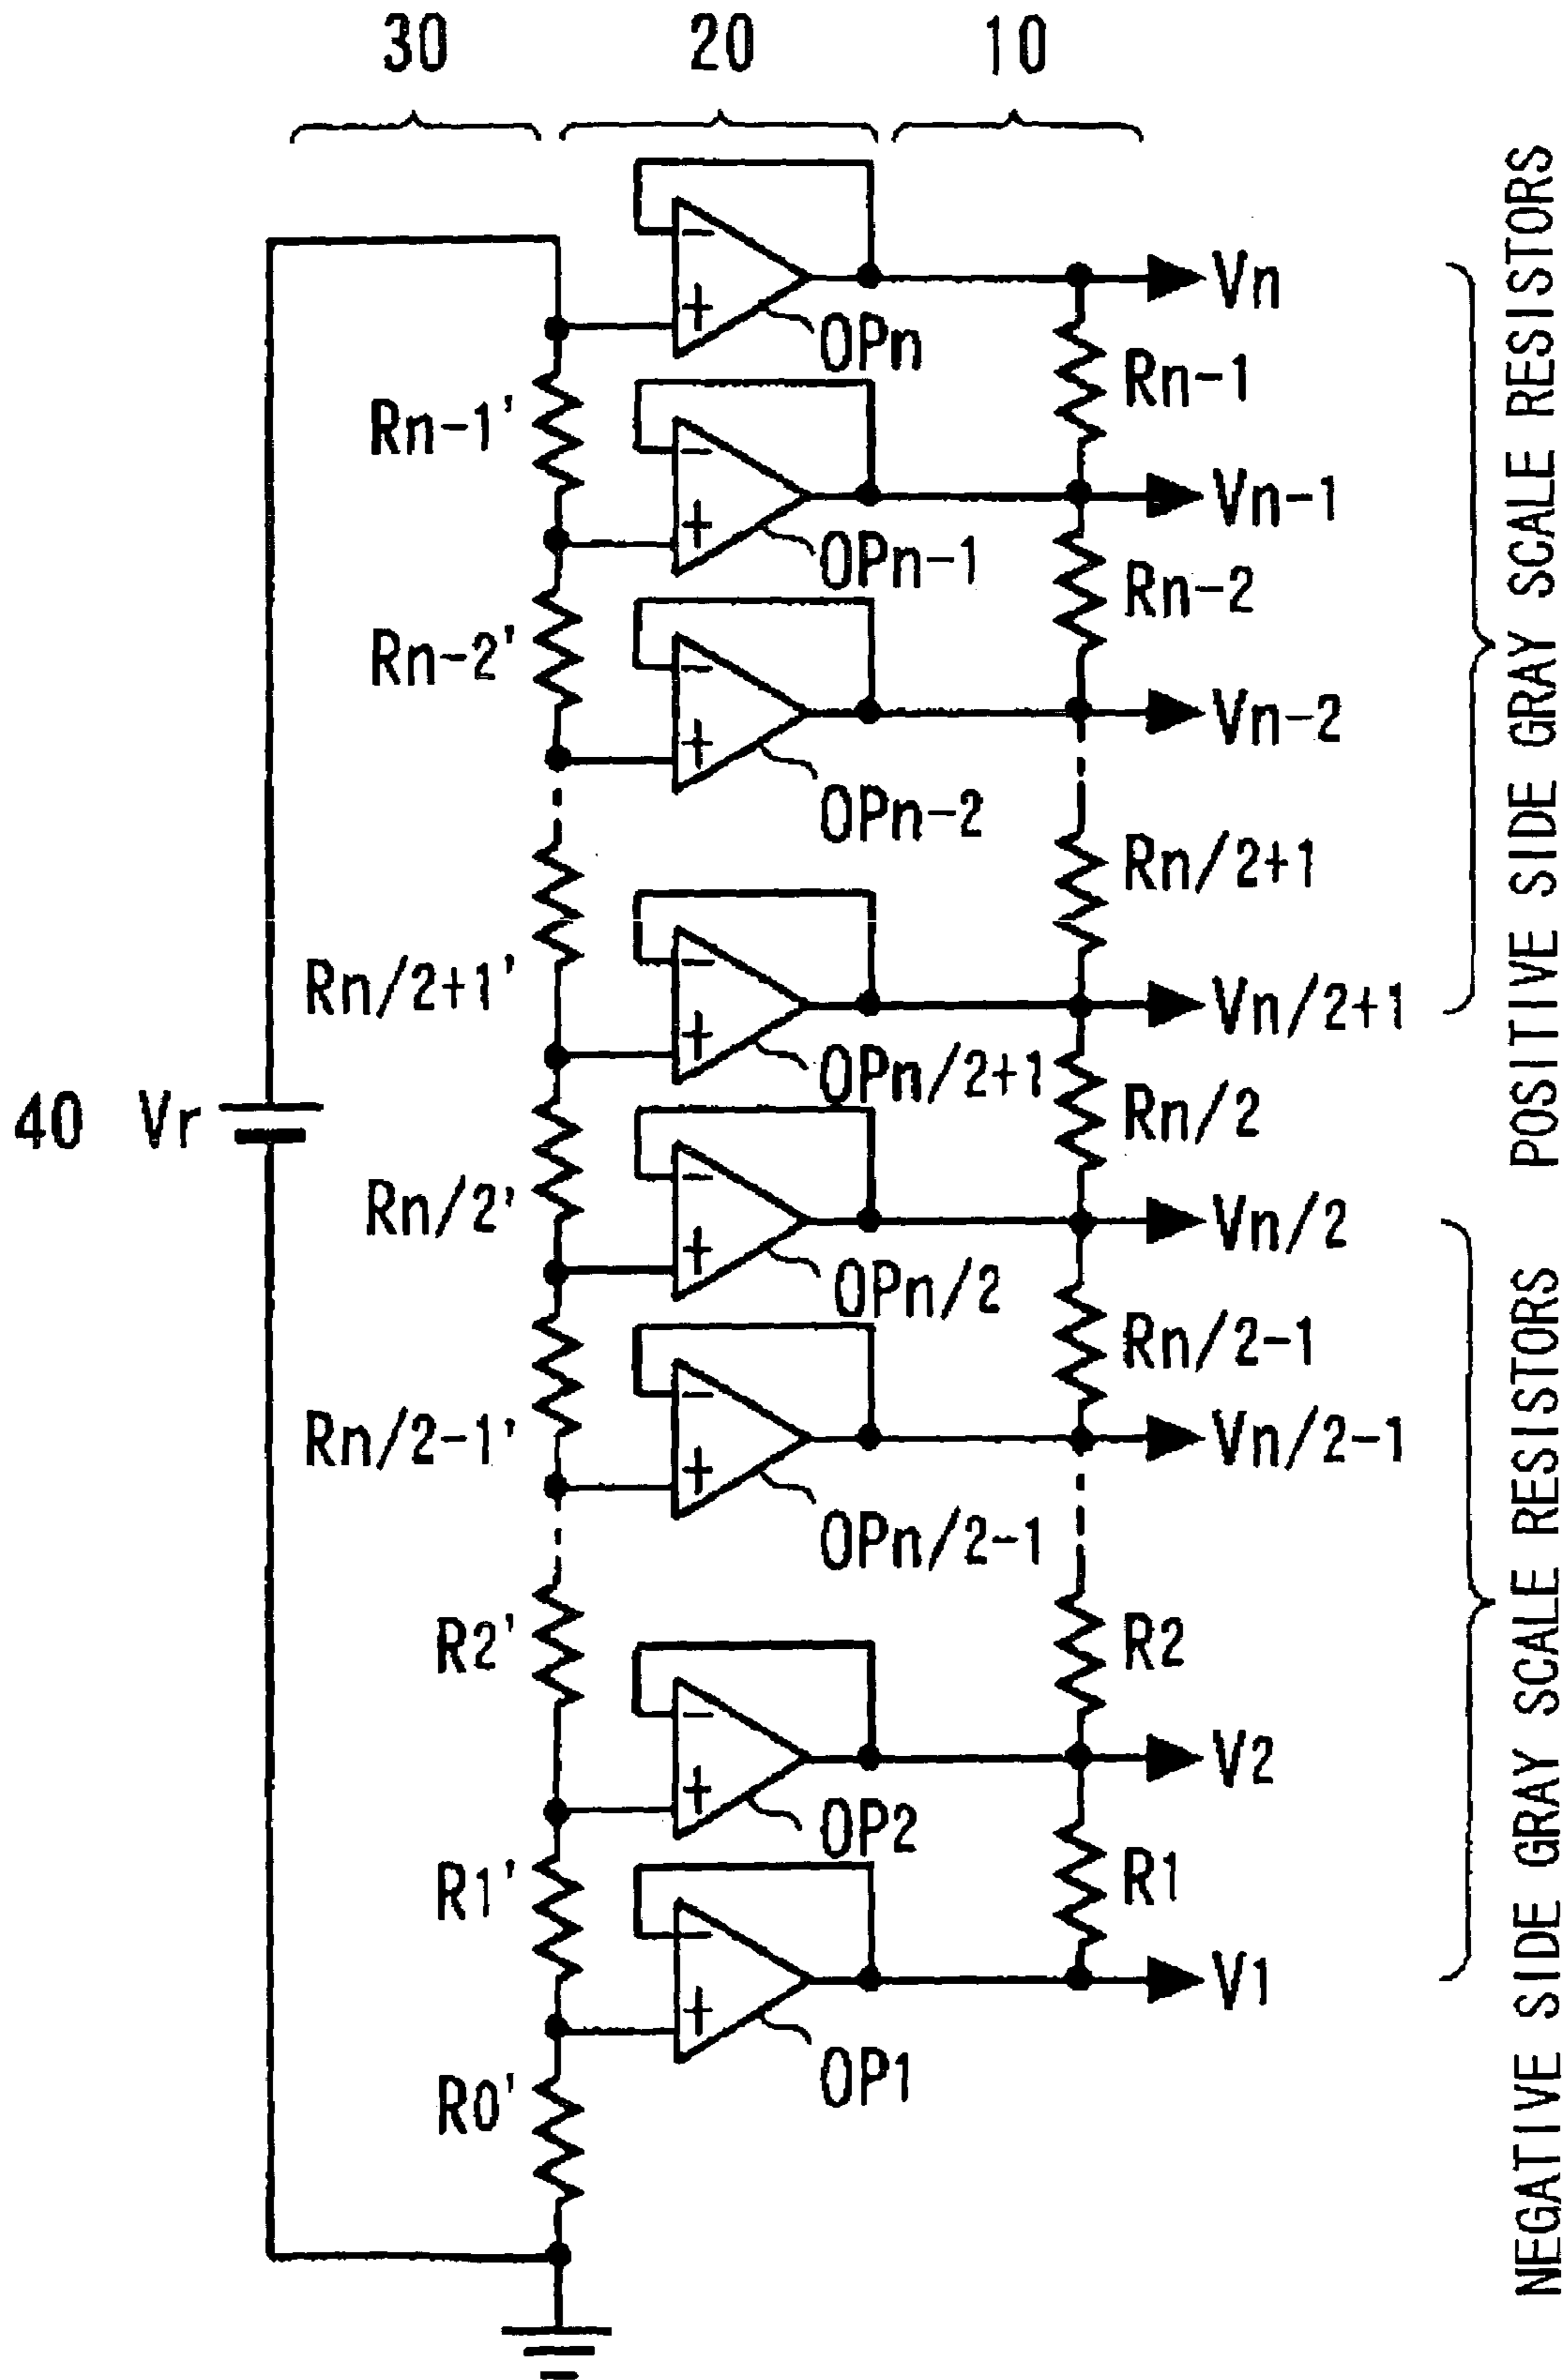 30 20 10
Vn
OPn
Rn-1
Rn-1'
Vn-1
OPn-1
Rn-2
Rn-2'
Vn-2
OPn-2
Rn/2+1
Rn/2+1'
Vn/2+1
OPn/2+1
40 Vr
Rn/2
Rn/2'
Vn/2
OPn/2
Rn/2-1
Rn/2-1'
Vn/2-1
OPn/2-1
R2'
R2
V2
OP2
R1'
R1
V1
OP1
R0'
POSITIVE SIDE GRAY SCALE RESISTORS
NEGATIVE SIDE GRAY SCALE RESISTORS